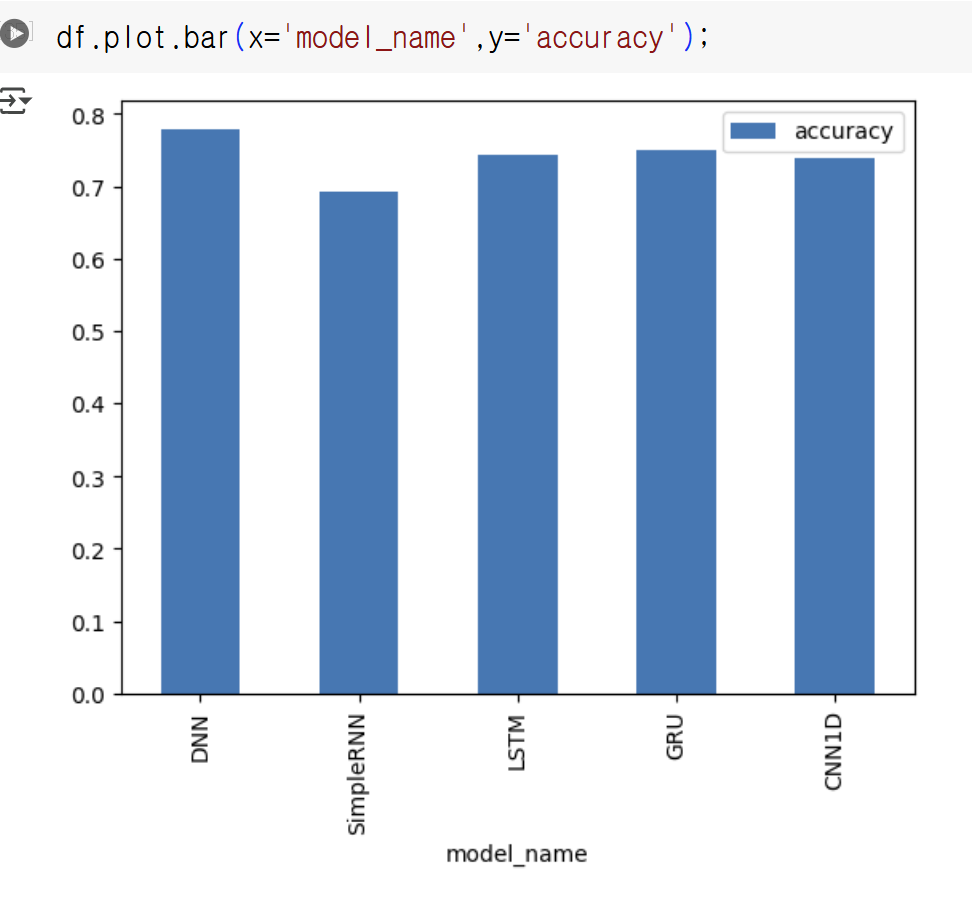 df.plot.bar(x='model_name',y='accuracy');
accuracy
0.8
0.7
0.6
0.5
0.4
0.3
0.2
0.1
0.0
DNN
SimpleRNN
LSTM
GRU
CNN1D
model_name